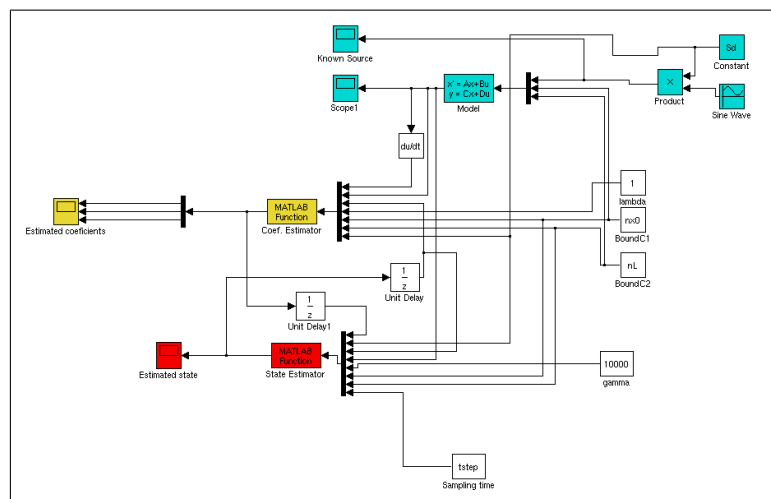 Known Source
Sd
Constant
x' = Ax+Bu
y = Cx+Du
Model
×
Product
Sine Wave
Scope1
du/dt
1
lambda
MATLAB
Function
Coef. Estimator
Estimated coeficients
nx0
BoundC1
nL
BoundC2
1
z
Unit Delay
1
z
Unit Delay1
MATLAB
Function
State Estimator
Estimated state
10000
gamma
tstep
Sampling time